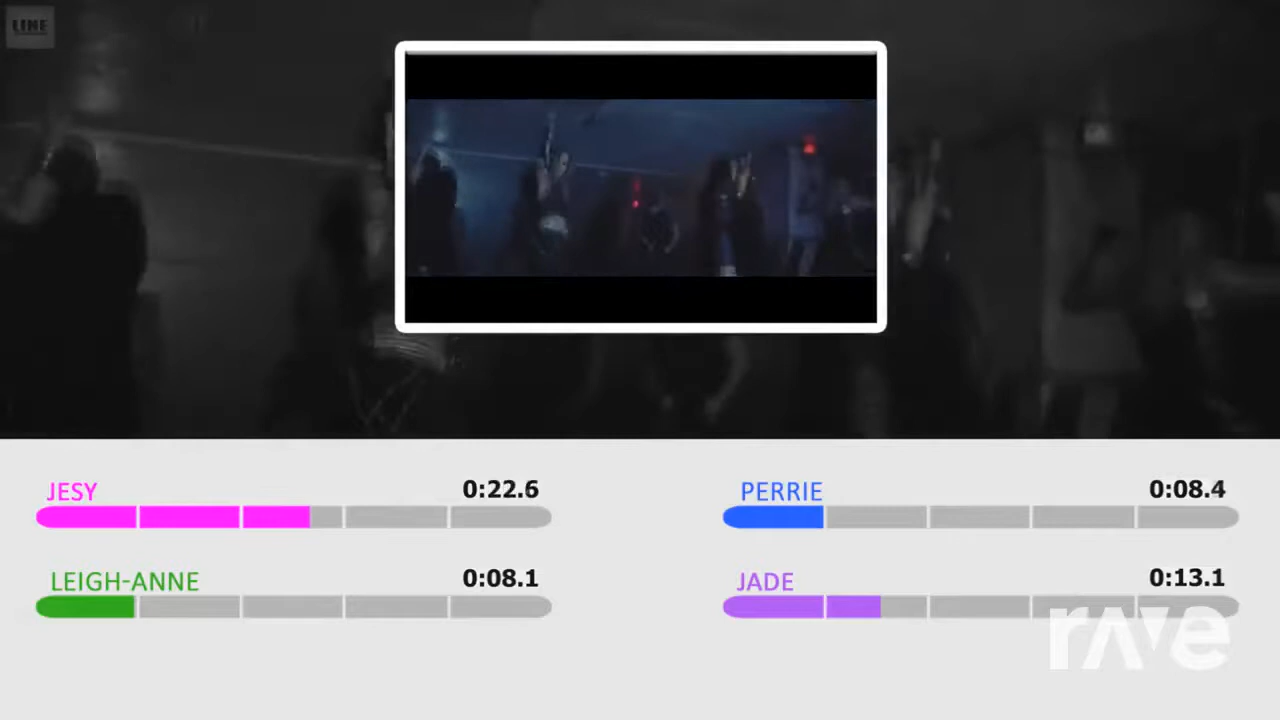 LINE
JESY 0:22.6
PERRIE 0:08.4
LEIGH-ANNE 0:08.1
JADE 0:13.1
rave